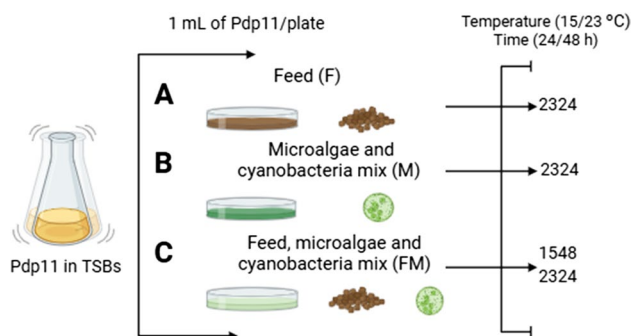 1 mL of Pdp11/plate
Temperature (15/23 ºC)
Time (24/48 h)
A
Feed (F)
2324
B
Microalgae and
cyanobacteria mix (M)
2324
C
Feed, microalgae and
cyanobacteria mix (FM)
1548
2324
Pdp11 in TSBs